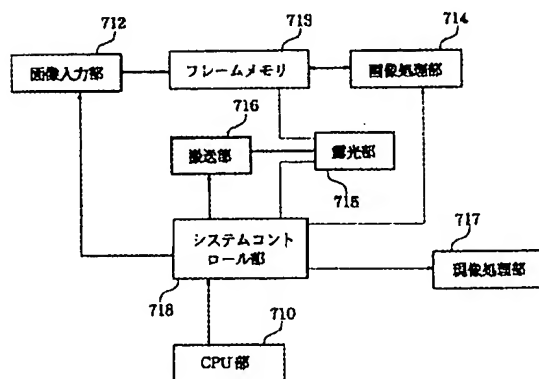 712
713
714
画像入力部
フレームメモリ
画像処理部
716
搬送部
露光部
715
システムコント
ロール部
717
現像処理部
718
710
CPU部